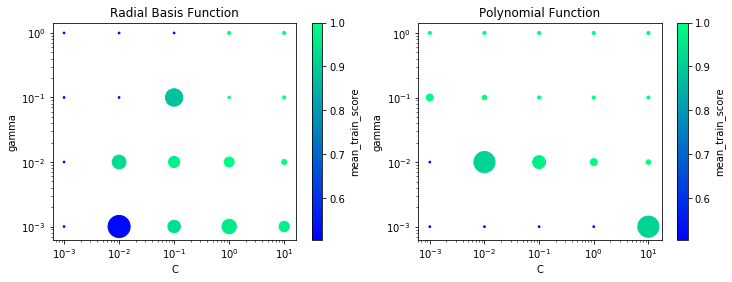 Radial Basis Function
10⁰
10⁻¹
10⁻²
10⁻³
gamma
10⁻³ 10⁻² 10⁻¹ 10⁰ 10¹
C
1.0
0.9
0.8
0.7
0.6
mean_train_score
Polynomial Function
10⁰
10⁻¹
10⁻²
10⁻³
gamma
10⁻³ 10⁻² 10⁻¹ 10⁰ 10¹
C
1.0
0.9
0.8
0.7
0.6
mean_train_score